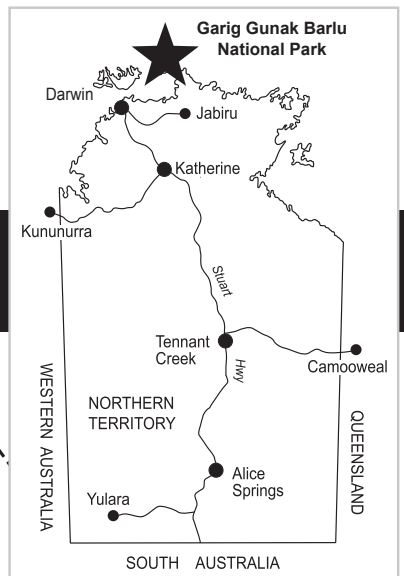 Garig Gunak Barlu
National Park
Darwin
Jabiru
Katherine
Kununurra
Stuart
Tennant
Creek
Hwy
Camooweal
WESTERN AUSTRALIA
NORTHERN
TERRITORY
QUEENSLAND
Alice
Springs
Yulara
SOUTH AUSTRALIA